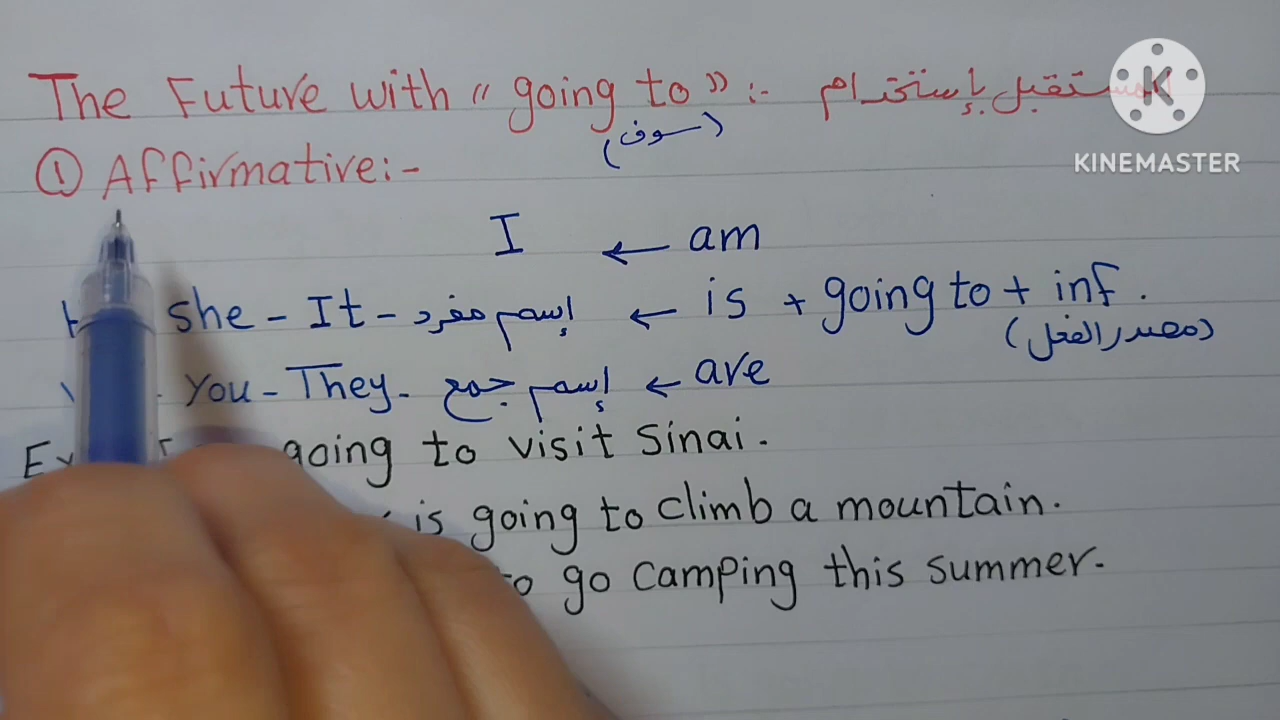 The Future with "going to" :- المستقبل بإستخدام
(سوف)
① Affirmative:-
I ← am
she - It - إسم مفرد ← is + going to + inf.
(مصدر الفعل)
You - They - إسم جمع ← are
going to visit Sinai.
is going to climb a mountain.
to go camping this summer.
KINEMASTER